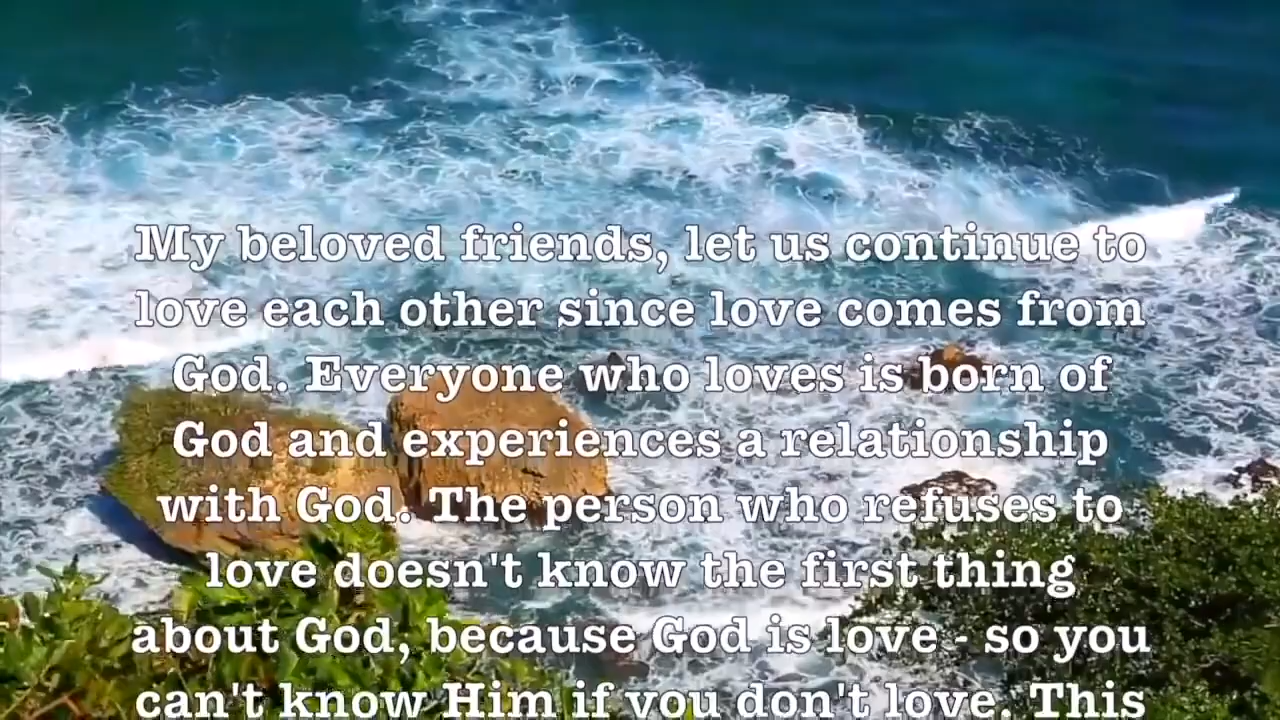 My beloved friends, let us continue to
love each other since love comes from
God. Everyone who loves is born of
God and experiences a relationship
with God. The person who refuses to
love doesn't know the first thing
about God, because God is love - so you
can't know Him if you don't love. This